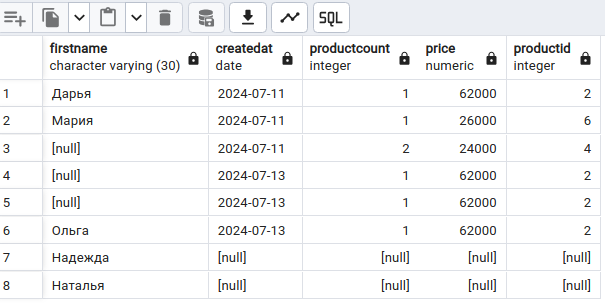 SQL
firstname createdat productcount price productid
character varying (30) date integer numeric integer
1 Дарья 2024-07-11 1 62000 2
2 Мария 2024-07-11 1 26000 6
3 [null] 2024-07-11 2 24000 4
4 [null] 2024-07-13 1 62000 2
5 [null] 2024-07-13 1 62000 2
6 Ольга 2024-07-13 1 62000 2
7 Надежда [null] [null] [null] [null]
8 Наталья [null] [null] [null] [null]